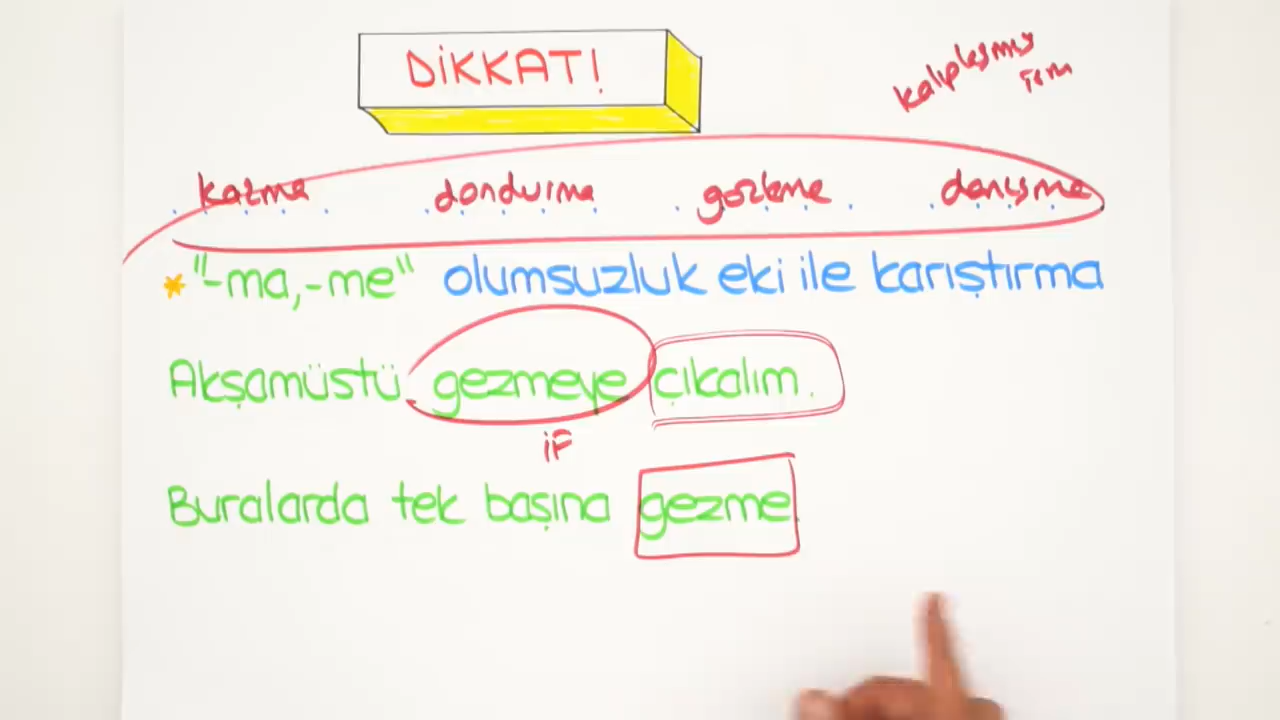 DİKKAT!
kalıplaşmış
isim
kazma dondurma gözleme danışma
* "-ma,-me" olumsuzluk eki ile karıştırma
Akşamüstü gezmeye çıkalım.
İF
Buralarda tek başına gezme.